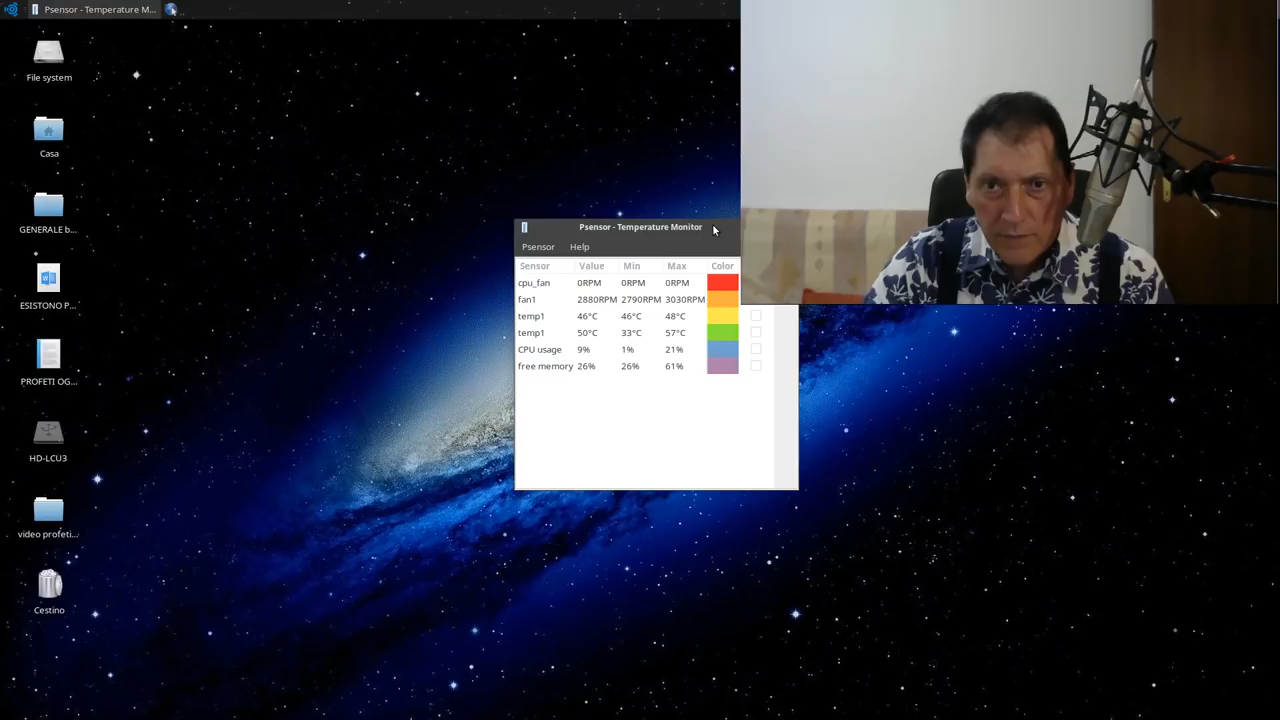 Psensor - Temperature M...
File system
Casa
GENERALE b...
ESISTONO P...
PROFETI OG...
HD-LCU3
video profeti...
Cestino
Psensor - Temperature Monitor
Psensor Help
Sensor Value Min Max Color
cpu_fan 0RPM 0RPM 0RPM
fan1 2880RPM 2790RPM 3030RPM
temp1 46°C 46°C 48°C
temp1 50°C 33°C 57°C
CPU usage 9% 1% 21%
free memory 26% 26% 61%